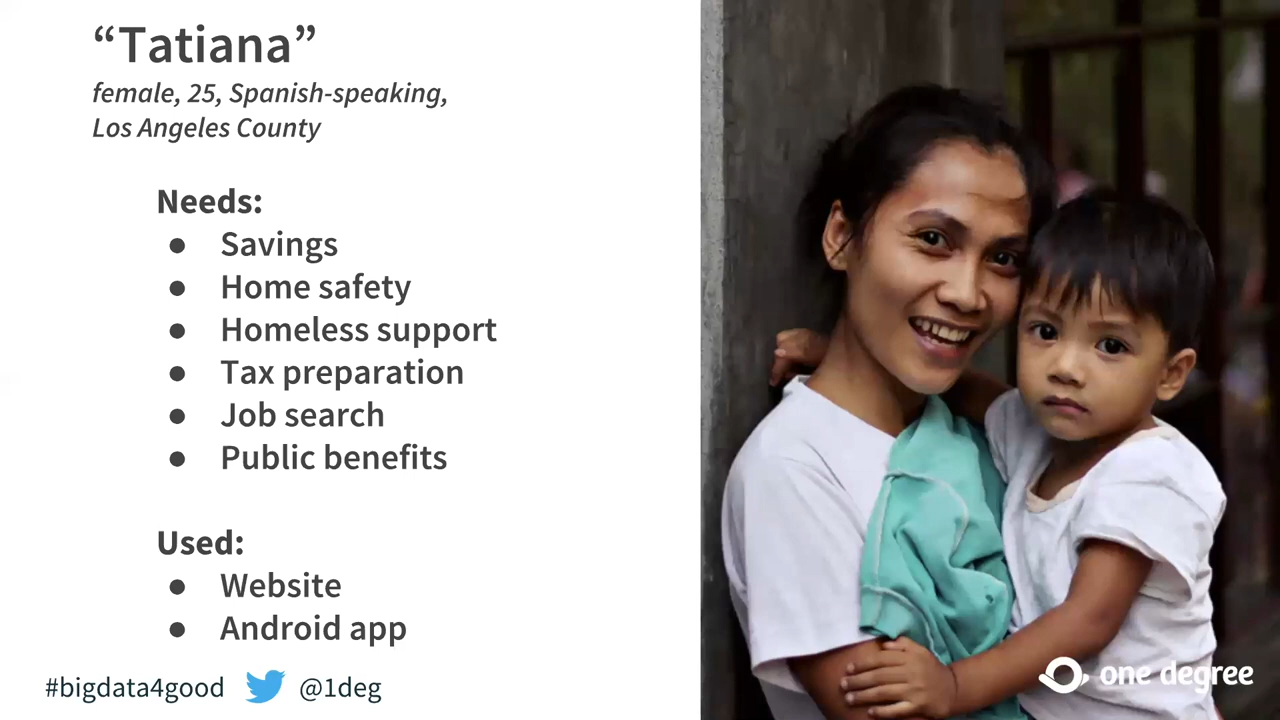 “Tatiana”
female, 25, Spanish-speaking,
Los Angeles County
Needs:
● Savings
● Home safety
● Homeless support
● Tax preparation
● Job search
● Public benefits
Used:
● Website
● Android app
#bigdata4good @1deg
one degree